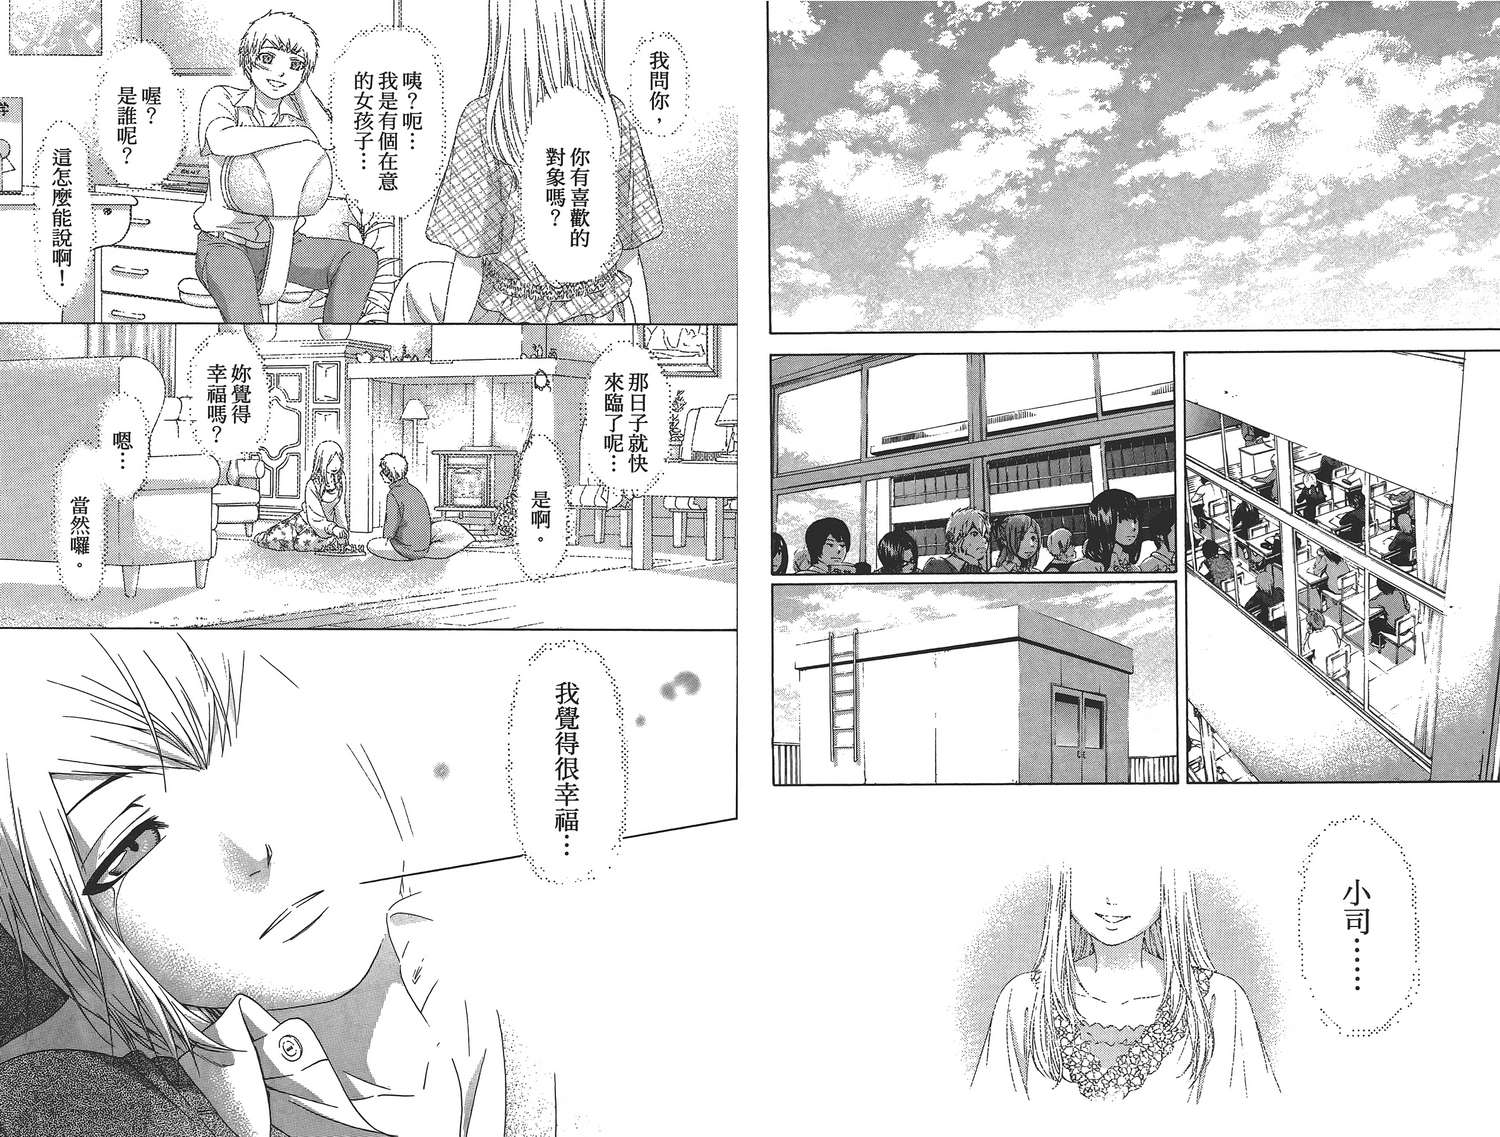 小司……
我問你，
你有喜歡的
對象嗎？
咦？呃…
我是有個在意
的女孩子…
喔？
是誰呢？
這怎麼能說啊！
那日子就快
來臨了呢…
是啊。
妳覺得
幸福嗎？
嗯…
當然囉。
我覺得很幸福…